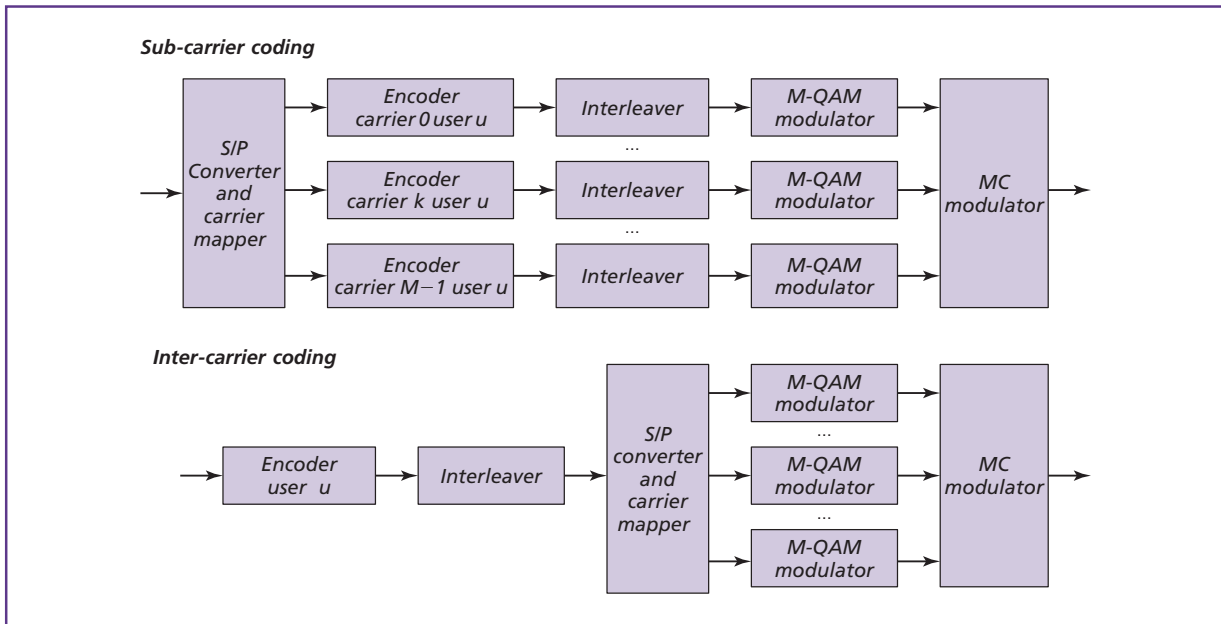 Sub-carrier coding
S/P
Converter
and
carrier
mapper
Encoder
carrier 0 user u
Interleaver
M-QAM
modulator
...
...
Encoder
carrier k user u
Interleaver
M-QAM
modulator
...
...
Encoder
carrier M−1 user u
Interleaver
M-QAM
modulator
MC
modulator
Inter-carrier coding
Encoder
user u
Interleaver
S/P
converter
and
carrier
mapper
M-QAM
modulator
...
M-QAM
modulator
...
M-QAM
modulator
MC
modulator